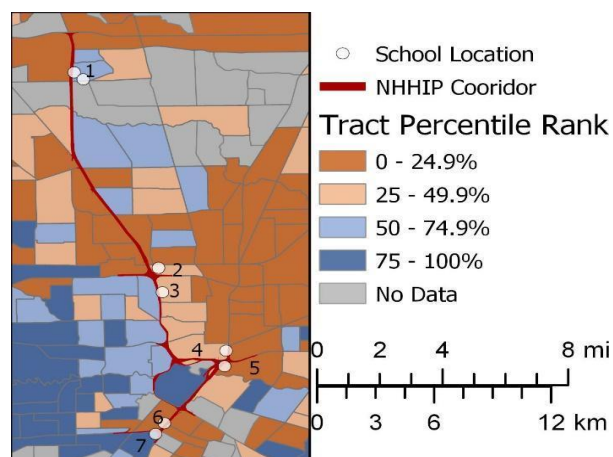 1
2
3
4
5
6
7
School Location
NHHIP Cooridor
Tract Percentile Rank
0 - 24.9%
25 - 49.9%
50 - 74.9%
75 - 100%
No Data
0 2 4 8 mi
0 3 6 12 km